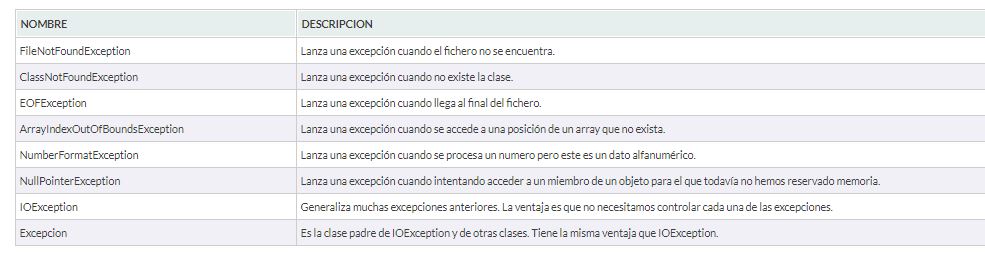 NOMBRE DESCRIPCION
FileNotFoundException Lanza una excepción cuando el fichero no se encuentra.
ClassNotFoundException Lanza una excepción cuando no existe la clase.
EOFException Lanza una excepción cuando llega al final del fichero.
ArrayIndexOutOfBoundsException Lanza una excepción cuando se accede a una posición de un array que no exista.
NumberFormatException Lanza una excepción cuando se procesa un numero pero este es un dato alfanumérico.
NullPointerException Lanza una excepción cuando intentando acceder a un miembro de un objeto para el que todavía no hemos reservado memoria.
IOException Generaliza muchas excepciones anteriores. La ventaja es que no necesitamos controlar cada una de las excepciones.
Excepcion Es la clase padre de IOException y de otras clases. Tiene la misma ventaja que IOException.